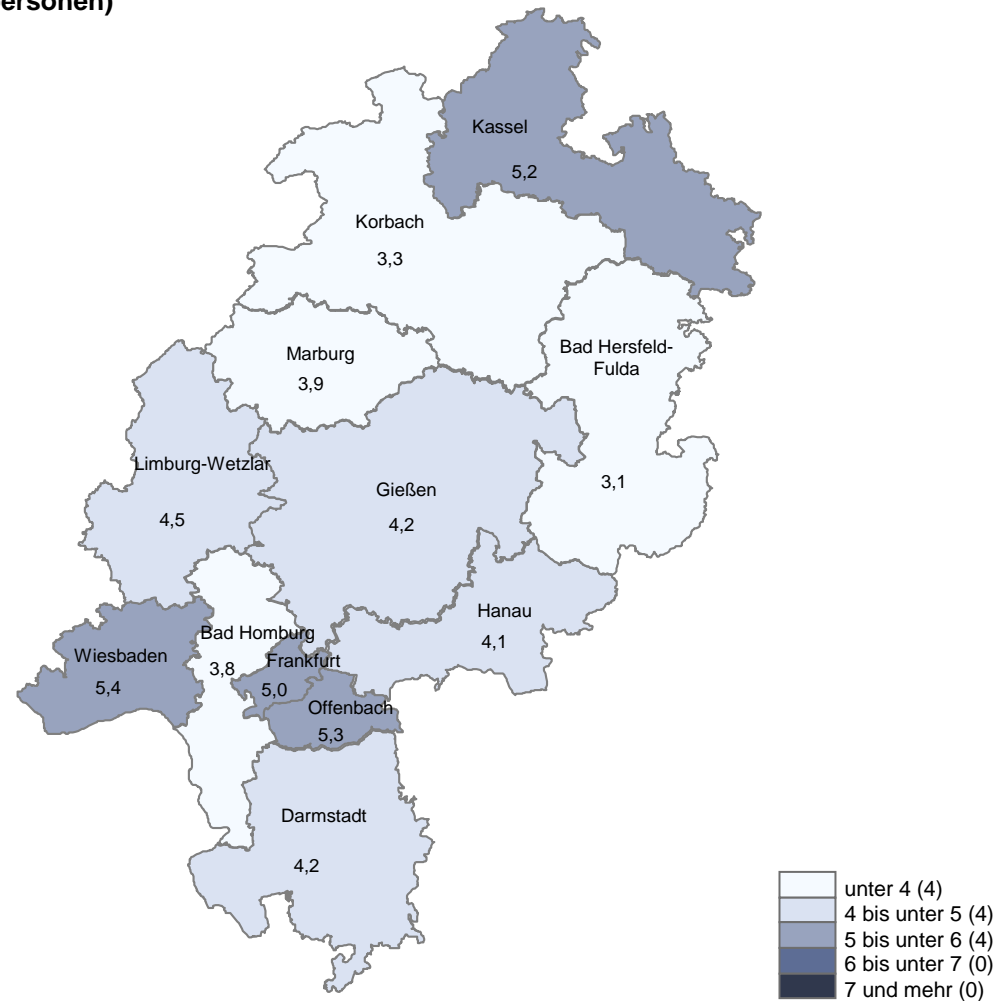 ersonen)
Kassel
5,2
Korbach
3,3
Bad Hersfeld-
Fulda
Marburg
3,9
Limburg-Wetzlar
3,1
Gießen
4,5
4,2
Hanau
Bad Homburg
4,1
Wiesbaden
Frankfurt
3,8
5,4
5,0
Offenbach
5,3
Darmstadt
4,2
unter 4 (4)
4 bis unter 5 (4)
5 bis unter 6 (4)
6 bis unter 7 (0)
7 und mehr (0)